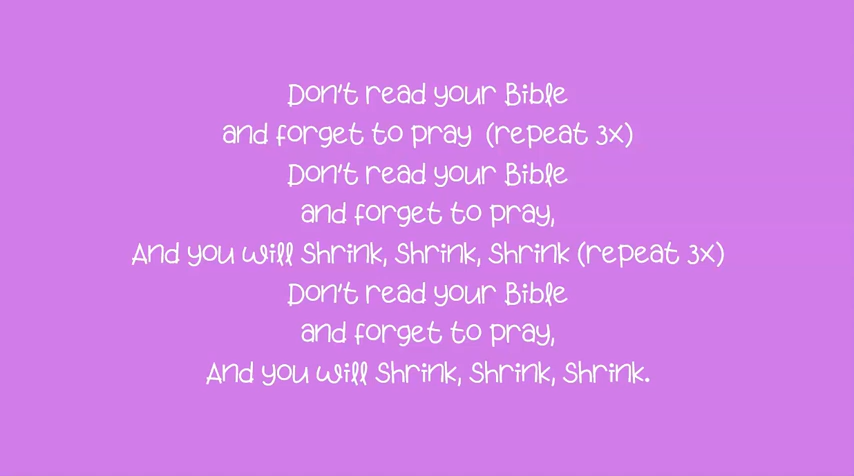 Don't read your Bible
and forget to pray (repeat 3x)
Don't read your Bible
and forget to pray,
And you will Shrink, Shrink, Shrink (repeat 3x)
Don't read your Bible
and forget to pray,
And you will Shrink, Shrink, Shrink.